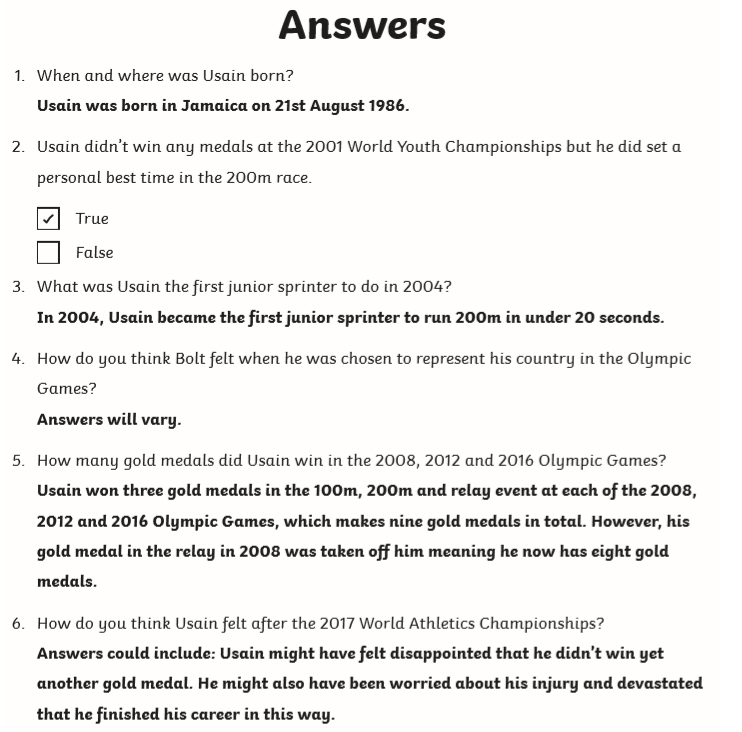 Answers
1. When and where was Usain born?
Usain was born in Jamaica on 21st August 1986.
2. Usain didn't win any medals at the 2001 World Youth Championships but he did set a
personal best time in the 200m race.
✓ True
False
3. What was Usain the first junior sprinter to do in 2004?
In 2004, Usain became the first junior sprinter to run 200m in under 20 seconds.
4. How do you think Bolt felt when he was chosen to represent his country in the Olympic
Games?
Answers will vary.
5. How many gold medals did Usain win in the 2008, 2012 and 2016 Olympic Games?
Usain won three gold medals in the 100m, 200m and relay event at each of the 2008,
2012 and 2016 Olympic Games, which makes nine gold medals in total. However, his
gold medal in the relay in 2008 was taken off him meaning he now has eight gold
medals.
6. How do you think Usain felt after the 2017 World Athletics Championships?
Answers could include: Usain might have felt disappointed that he didn't win yet
another gold medal. He might also have been worried about his injury and devastated
that he finished his career in this way.